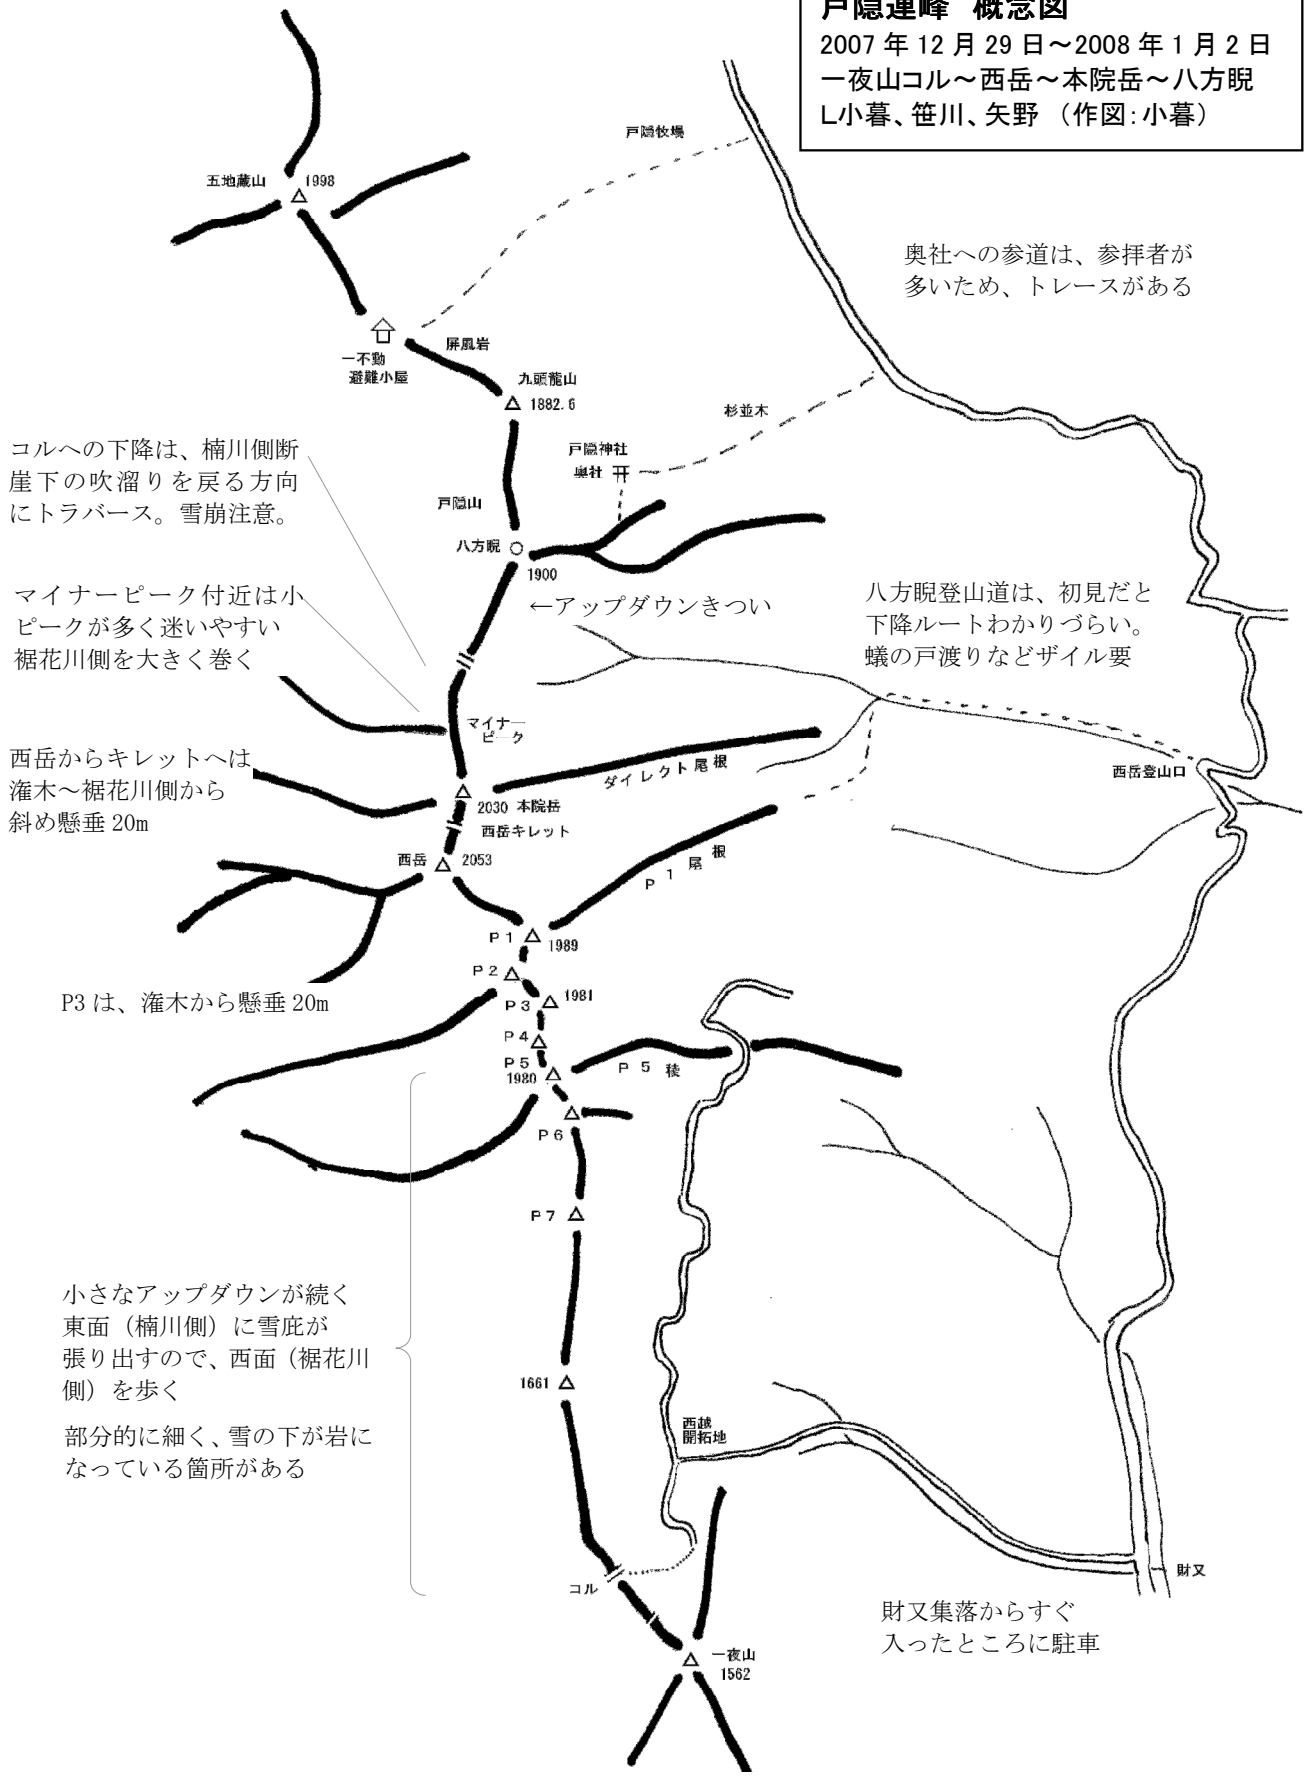 戸隠連峰 概念図
2007年12月29日~2008年1月2日
一夜山コル~西岳~本院岳~八方睨
L小暮、笹川、矢野 (作図:小暮)
戸隠牧場
五地蔵山
1998
奥社への参道は、参拝者が
多いため、トレースがある
屏風岩
一不動
避難小屋
九頭龍山
1882.6
杉並木
コルへの下降は、楠川側断
崖下の吹溜りを戻る方向
にトラバース。雪崩注意。
戸隠神社
奥社
戸隠山
八方睨
1900
マイナーピーク付近は小
ピークが多く迷いやすい
裾花川側を大きく巻く
←アップダウンきつい
八方睨登山道は、初見だと
下降ルートわかりづらい。
蟻の戸渡りなどザイル要
マイナー
ピーク
西岳からキレットへは
潅木~裾花川側から
斜め懸垂20m
ダイレクト尾根
西岳登山口
2030 本院岳
西岳キレット
西岳
2053
P1尾根
P1
1989
P2
P3は、潅木から懸垂20m
P3
1981
P4
P5
1980
P5稜
P6
P7
小さなアップダウンが続く
東面(楠川側)に雪庇が
張り出すので、西面(裾花川
側)を歩く
部分的に細く、雪の下が岩に
なっている箇所がある
1661
西越
開拓地
コル
財又
財又集落からすぐ
入ったところに駐車
一夜山
1562